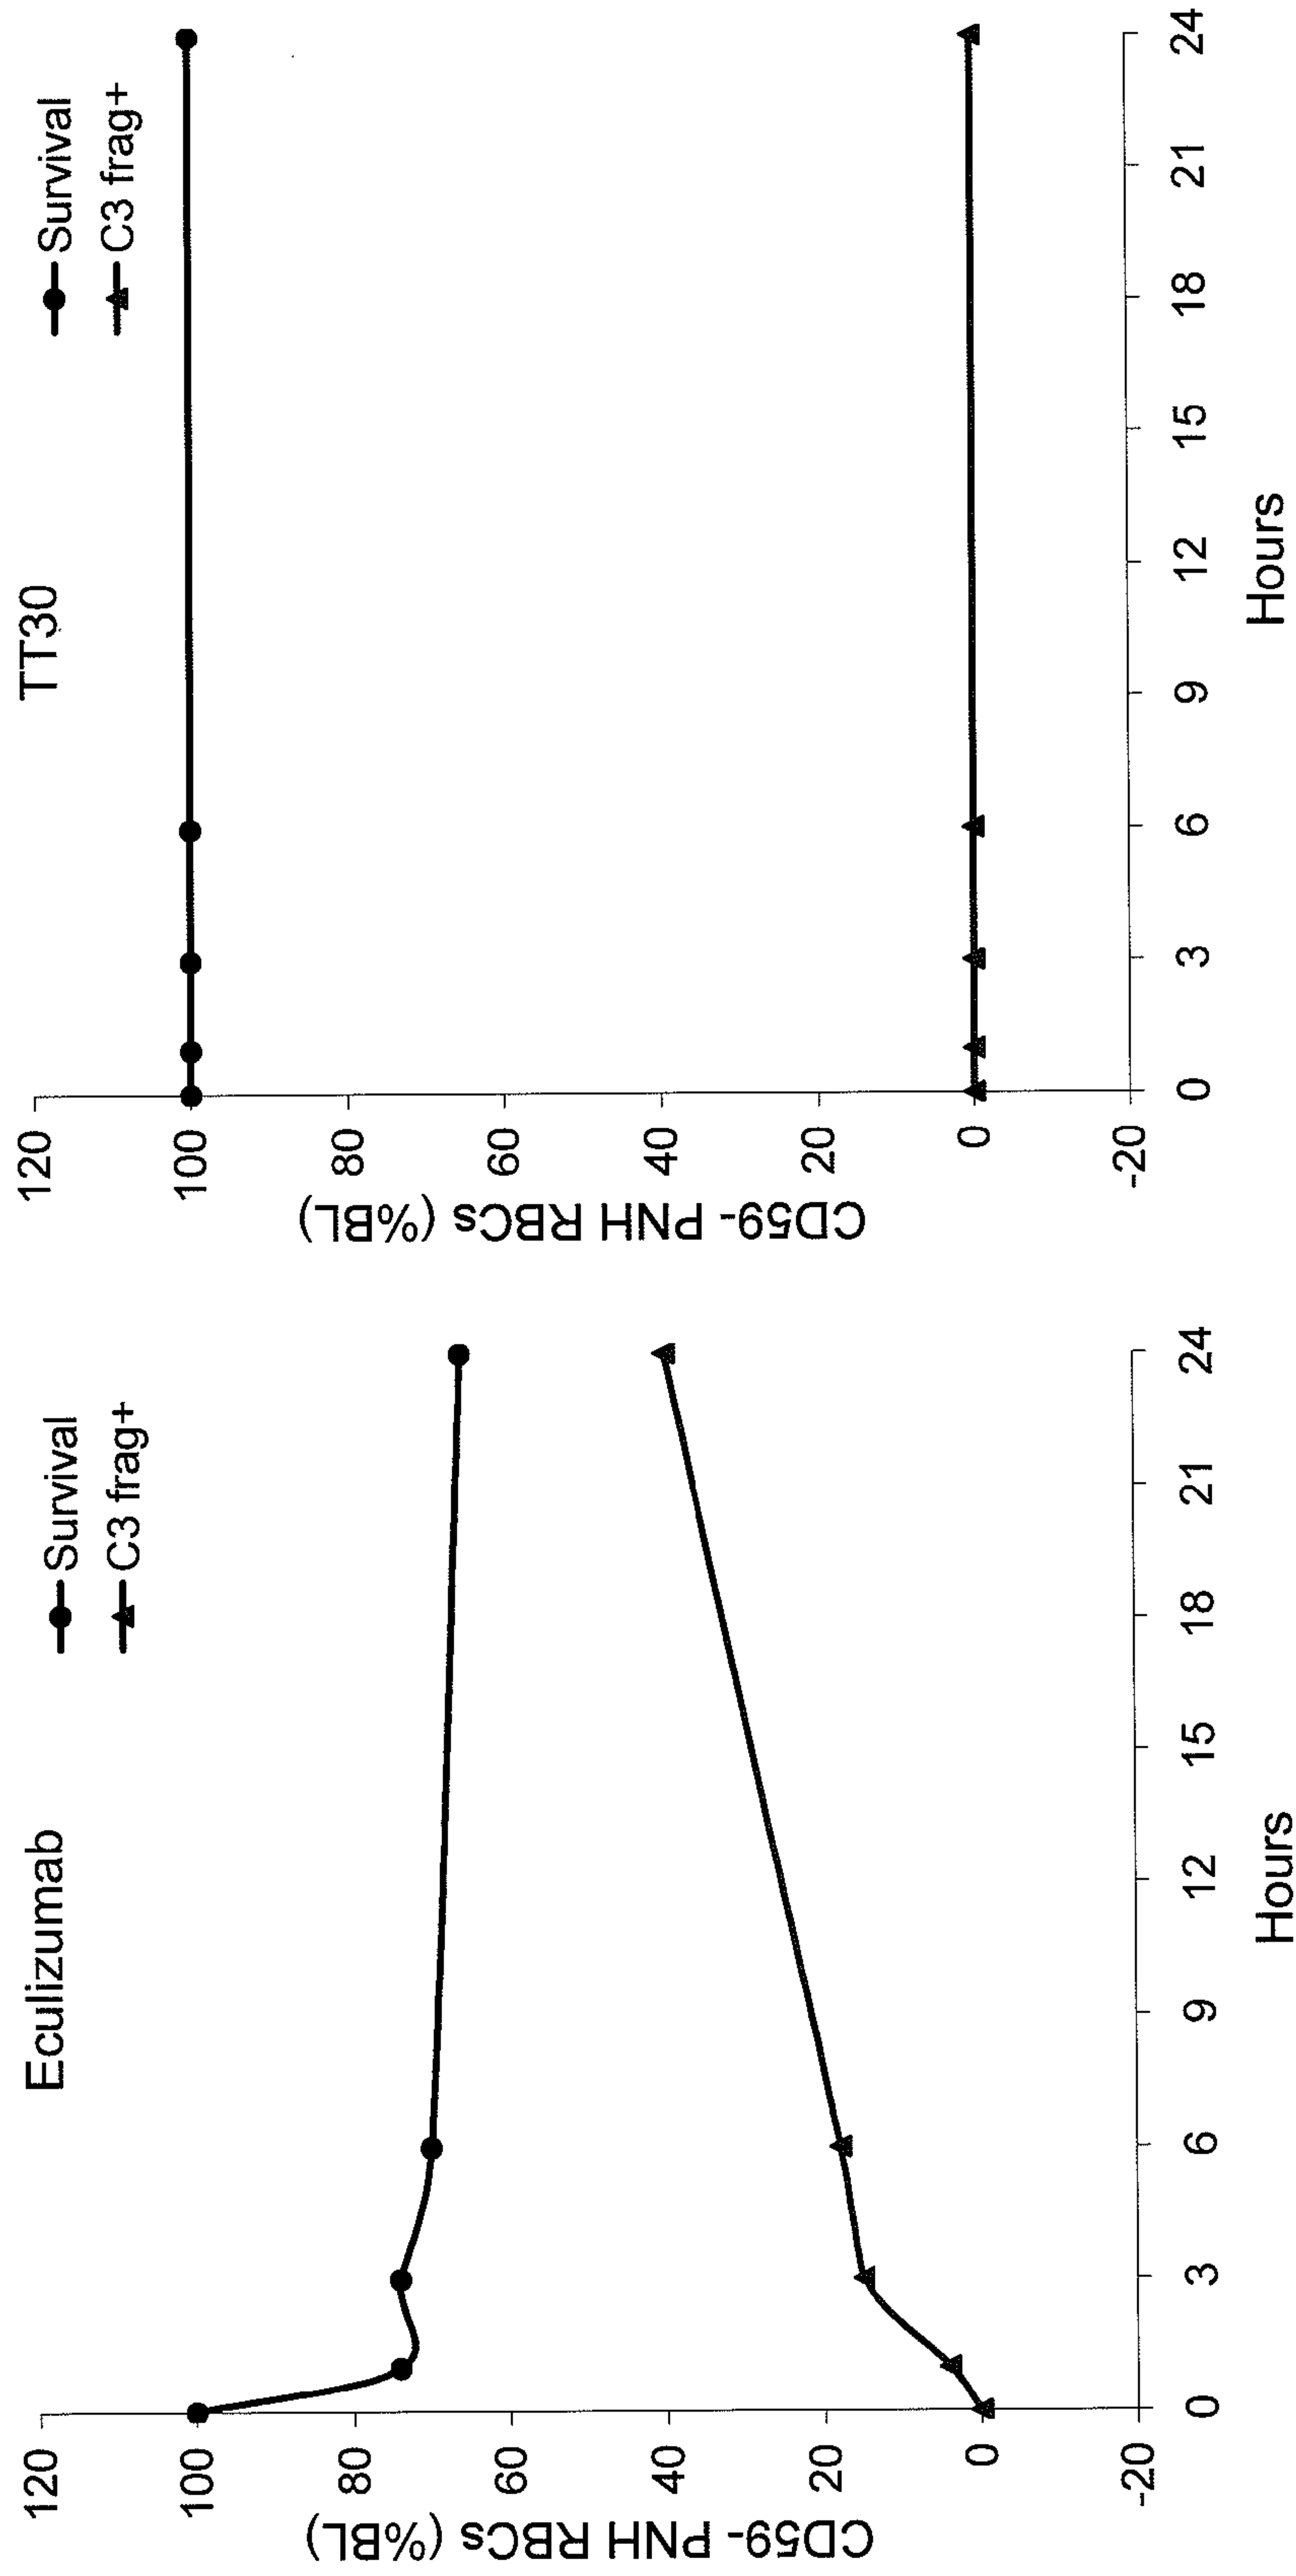 Eculizumab
Survival
C3 frag+
120
100
80
60
40
20
0
-20
CD59- PNH RBCs (%BL)
0 3 6 9 12 15 18 21 24
Hours
TT30
Survival
C3 frag+
120
100
80
60
40
20
0
-20
CD59- PNH RBCs (%BL)
0 3 6 9 12 15 18 21 24
Hours